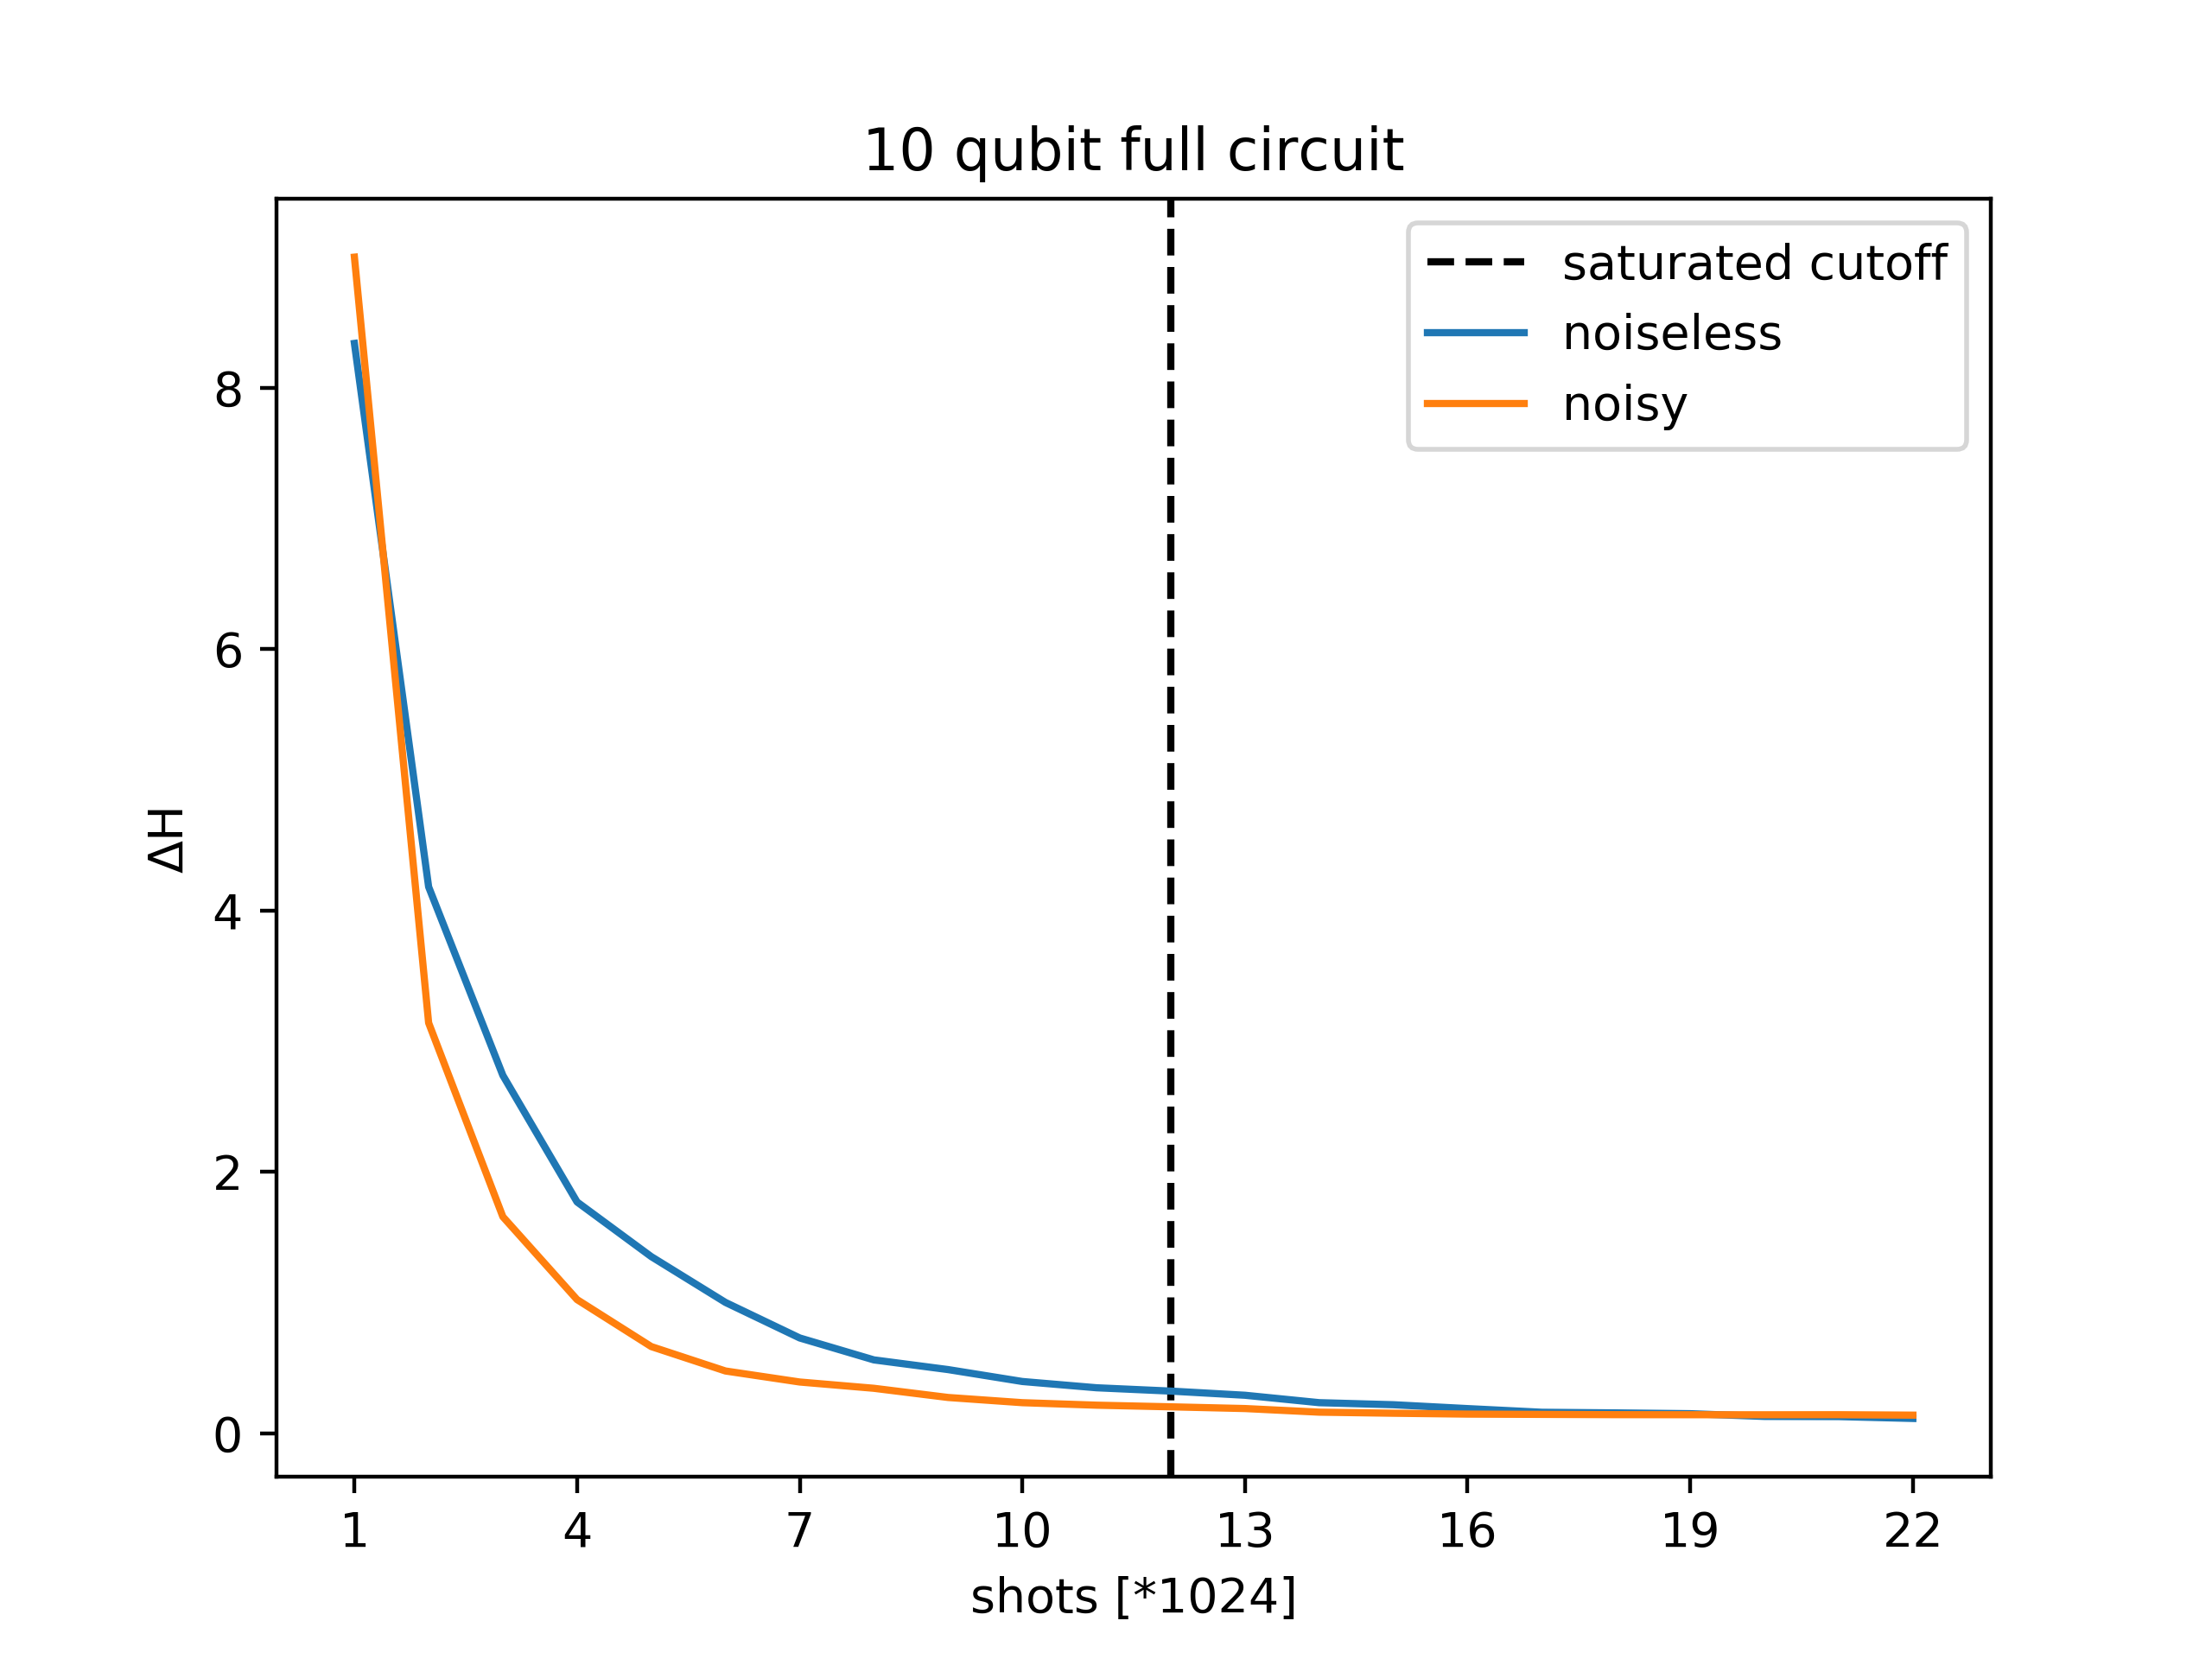 10 qubit full circuit
saturated cutoff
noiseless
noisy
ΔH
8
6
4
2
0
1 4 7 10 13 16 19 22
shots [*1024]